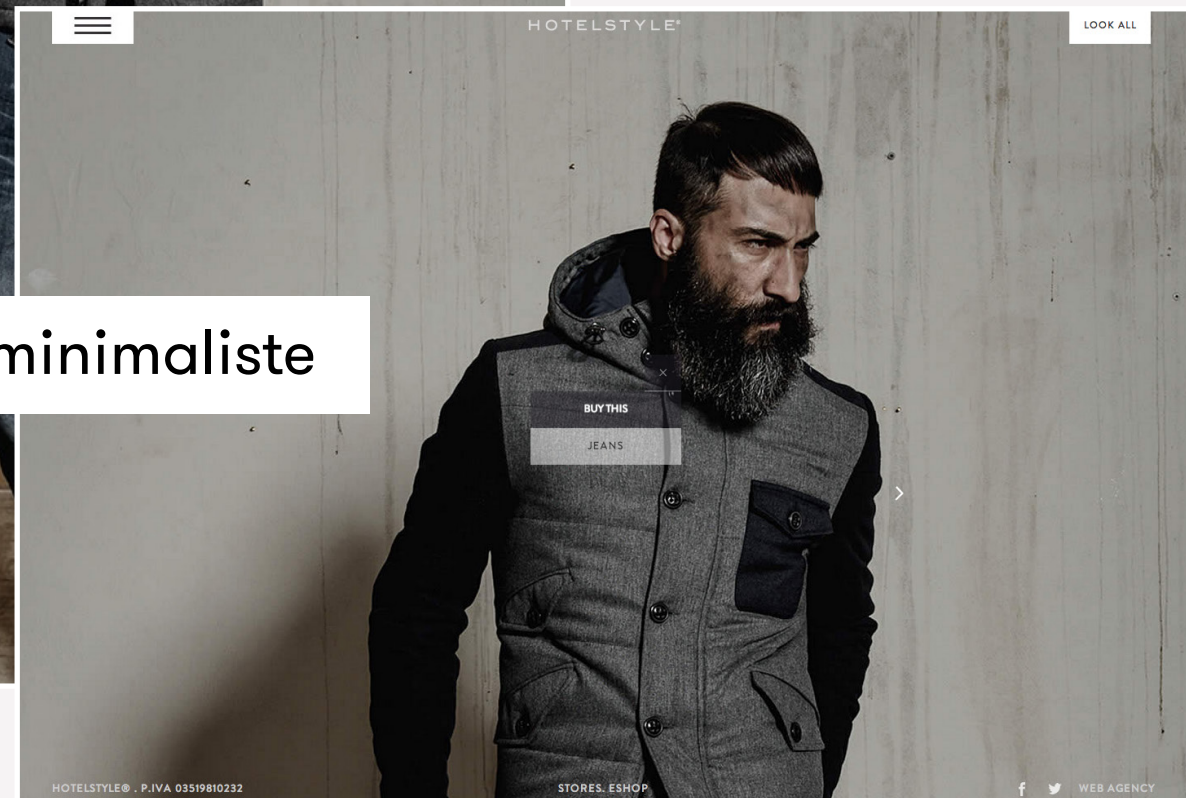 HOTELSTYLE®
LOOK ALL
minimaliste
BUY THIS
JEANS
HOTELSTYLE® . P.IVA 03519810232
STORES. ESHOP
WEB AGENCY